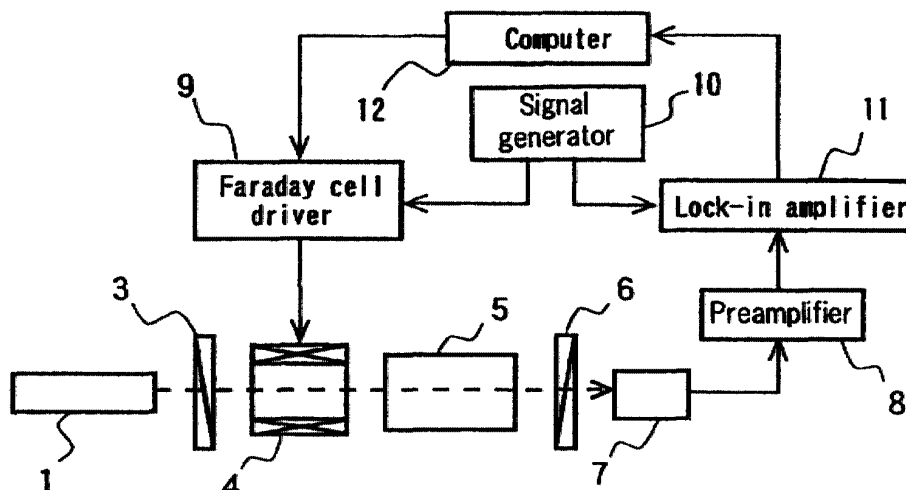 Computer
12
9
Signal
generator
10
11
Faraday cell
driver
Lock-in amplifier
3
5
6
Preamplifier
8
1
4
7